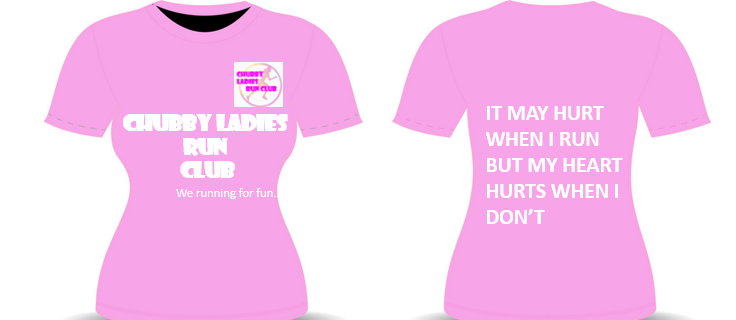 CHUBBY
LADIES
RUN CLUB
CHUBBY LADIES
RUN
CLUB
We running for fun.
IT MAY HURT
WHEN I RUN
BUT MY HEART
HURTS WHEN I
DON’T